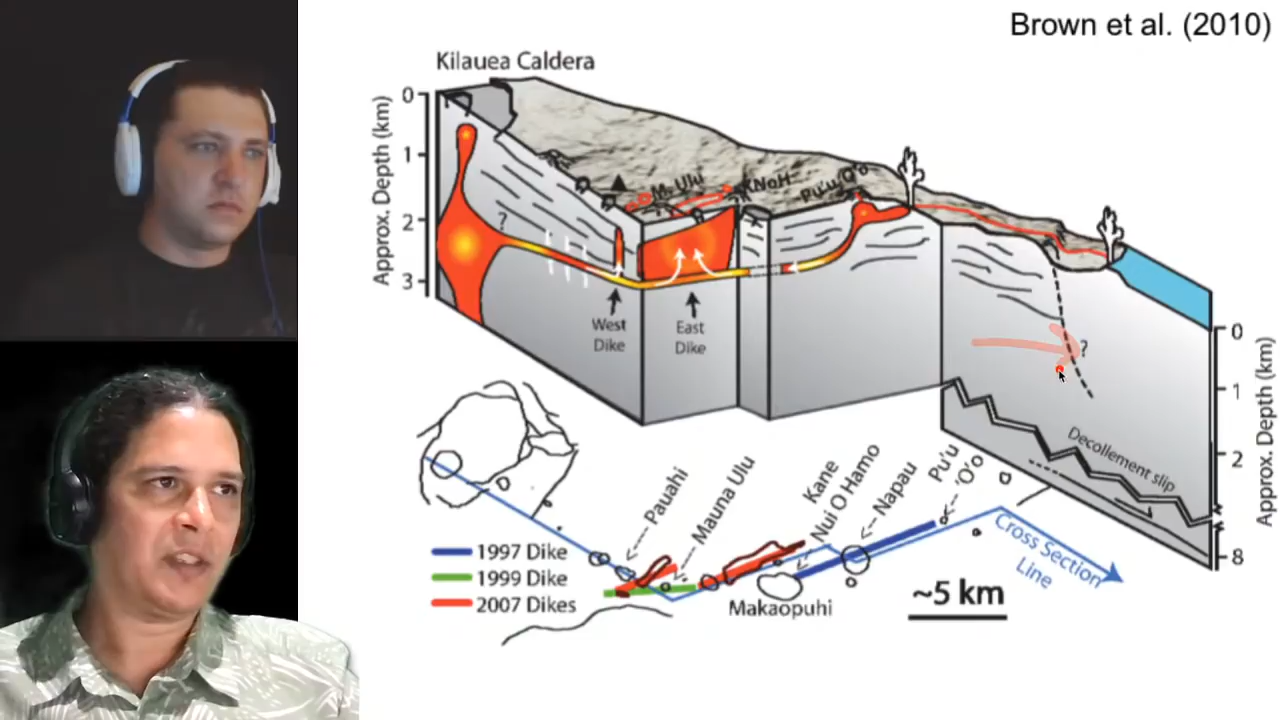 Brown et al. (2010)
Kilauea Caldera
Approx. Depth (km)
0
1
2
3
?
M. Ulu
KNoH
Pu'u 'O'o
West
Dike
East
Dike
?
Decollement slip
Approx. Depth (km)
0
1
2
8
Pauahi
Mauna Ulu
Kane
Nui O Hamo
Napau
Pu'u
'O'o
1997 Dike
1999 Dike
2007 Dikes
Makaopuhi
~5 km
Cross Section
Line